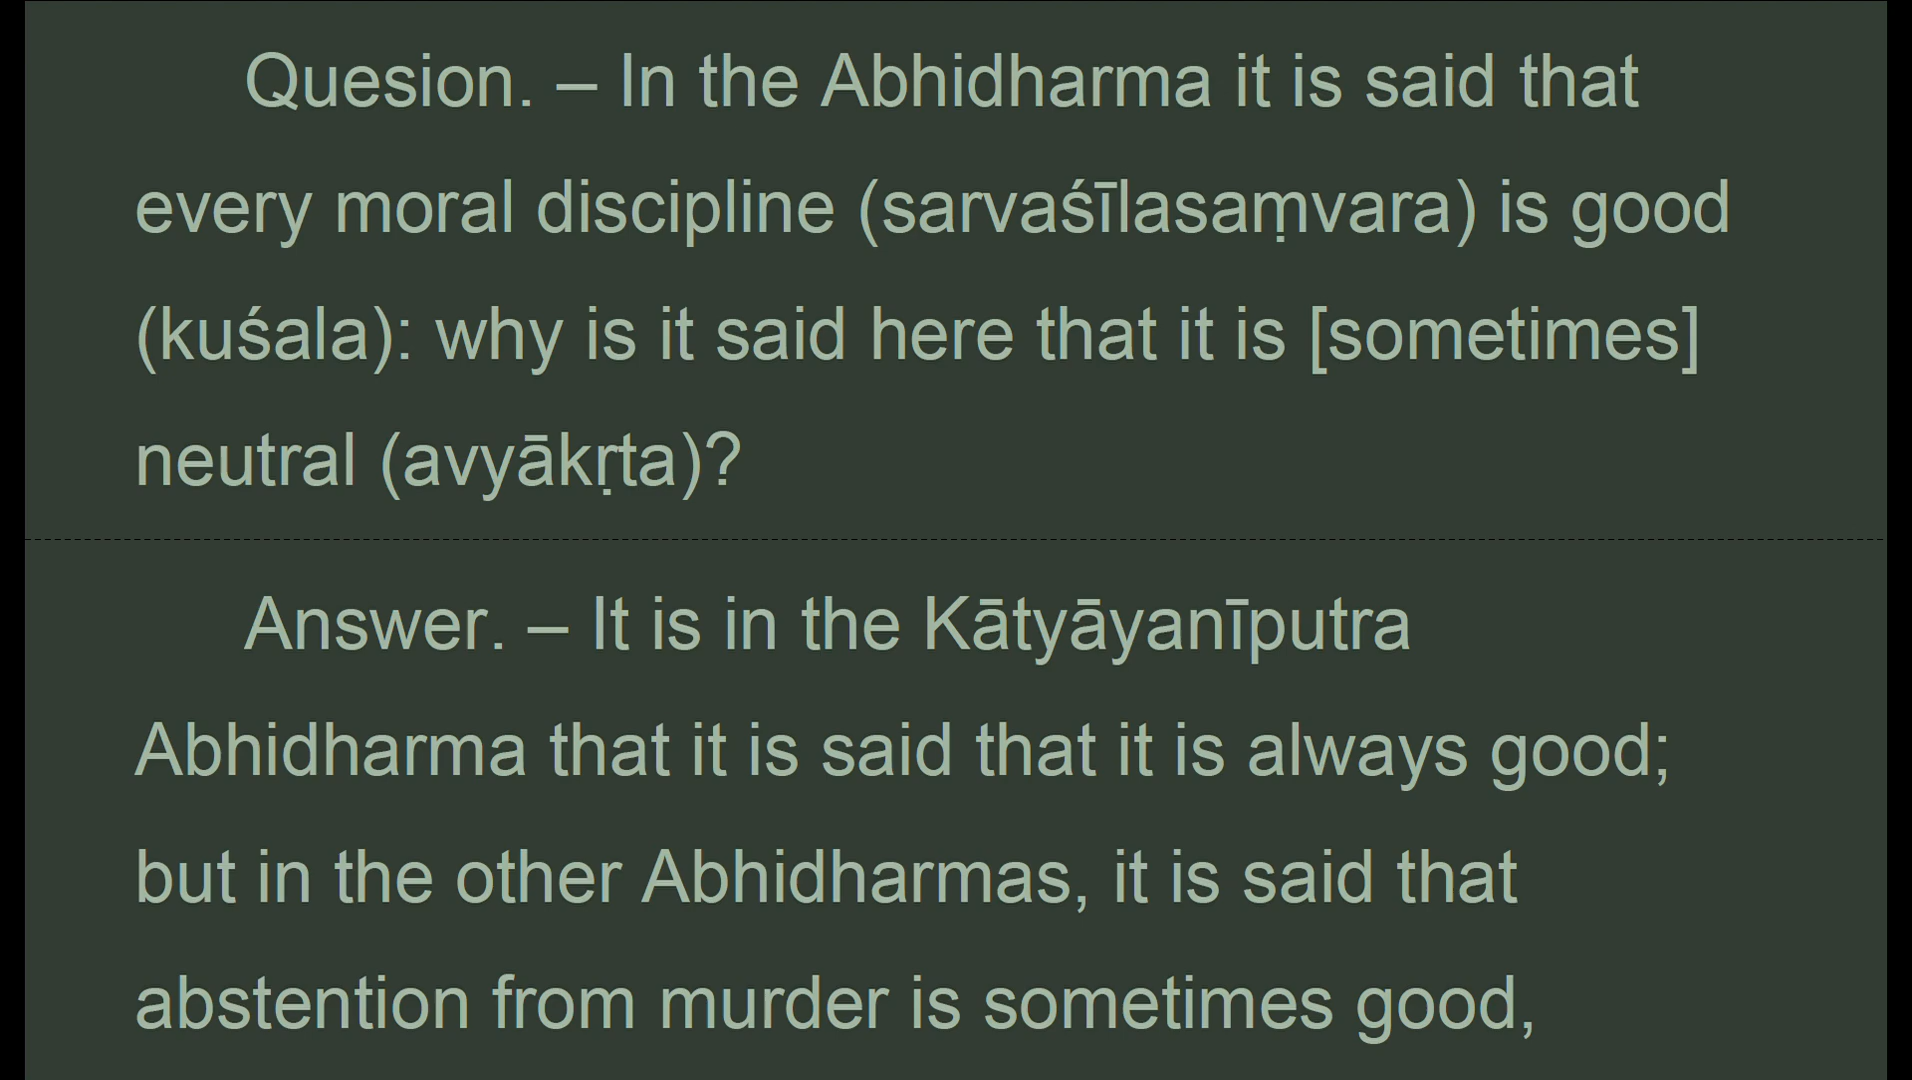 Quesion. – In the Abhidharma it is said that
every moral discipline (sarvaśīlasaṃvara) is good
(kuśala): why is it said here that it is [sometimes]
neutral (avyākṛta)?
Answer. – It is in the Kātyāyanīputra
Abhidharma that it is said that it is always good;
but in the other Abhidharmas, it is said that
abstention from murder is sometimes good,